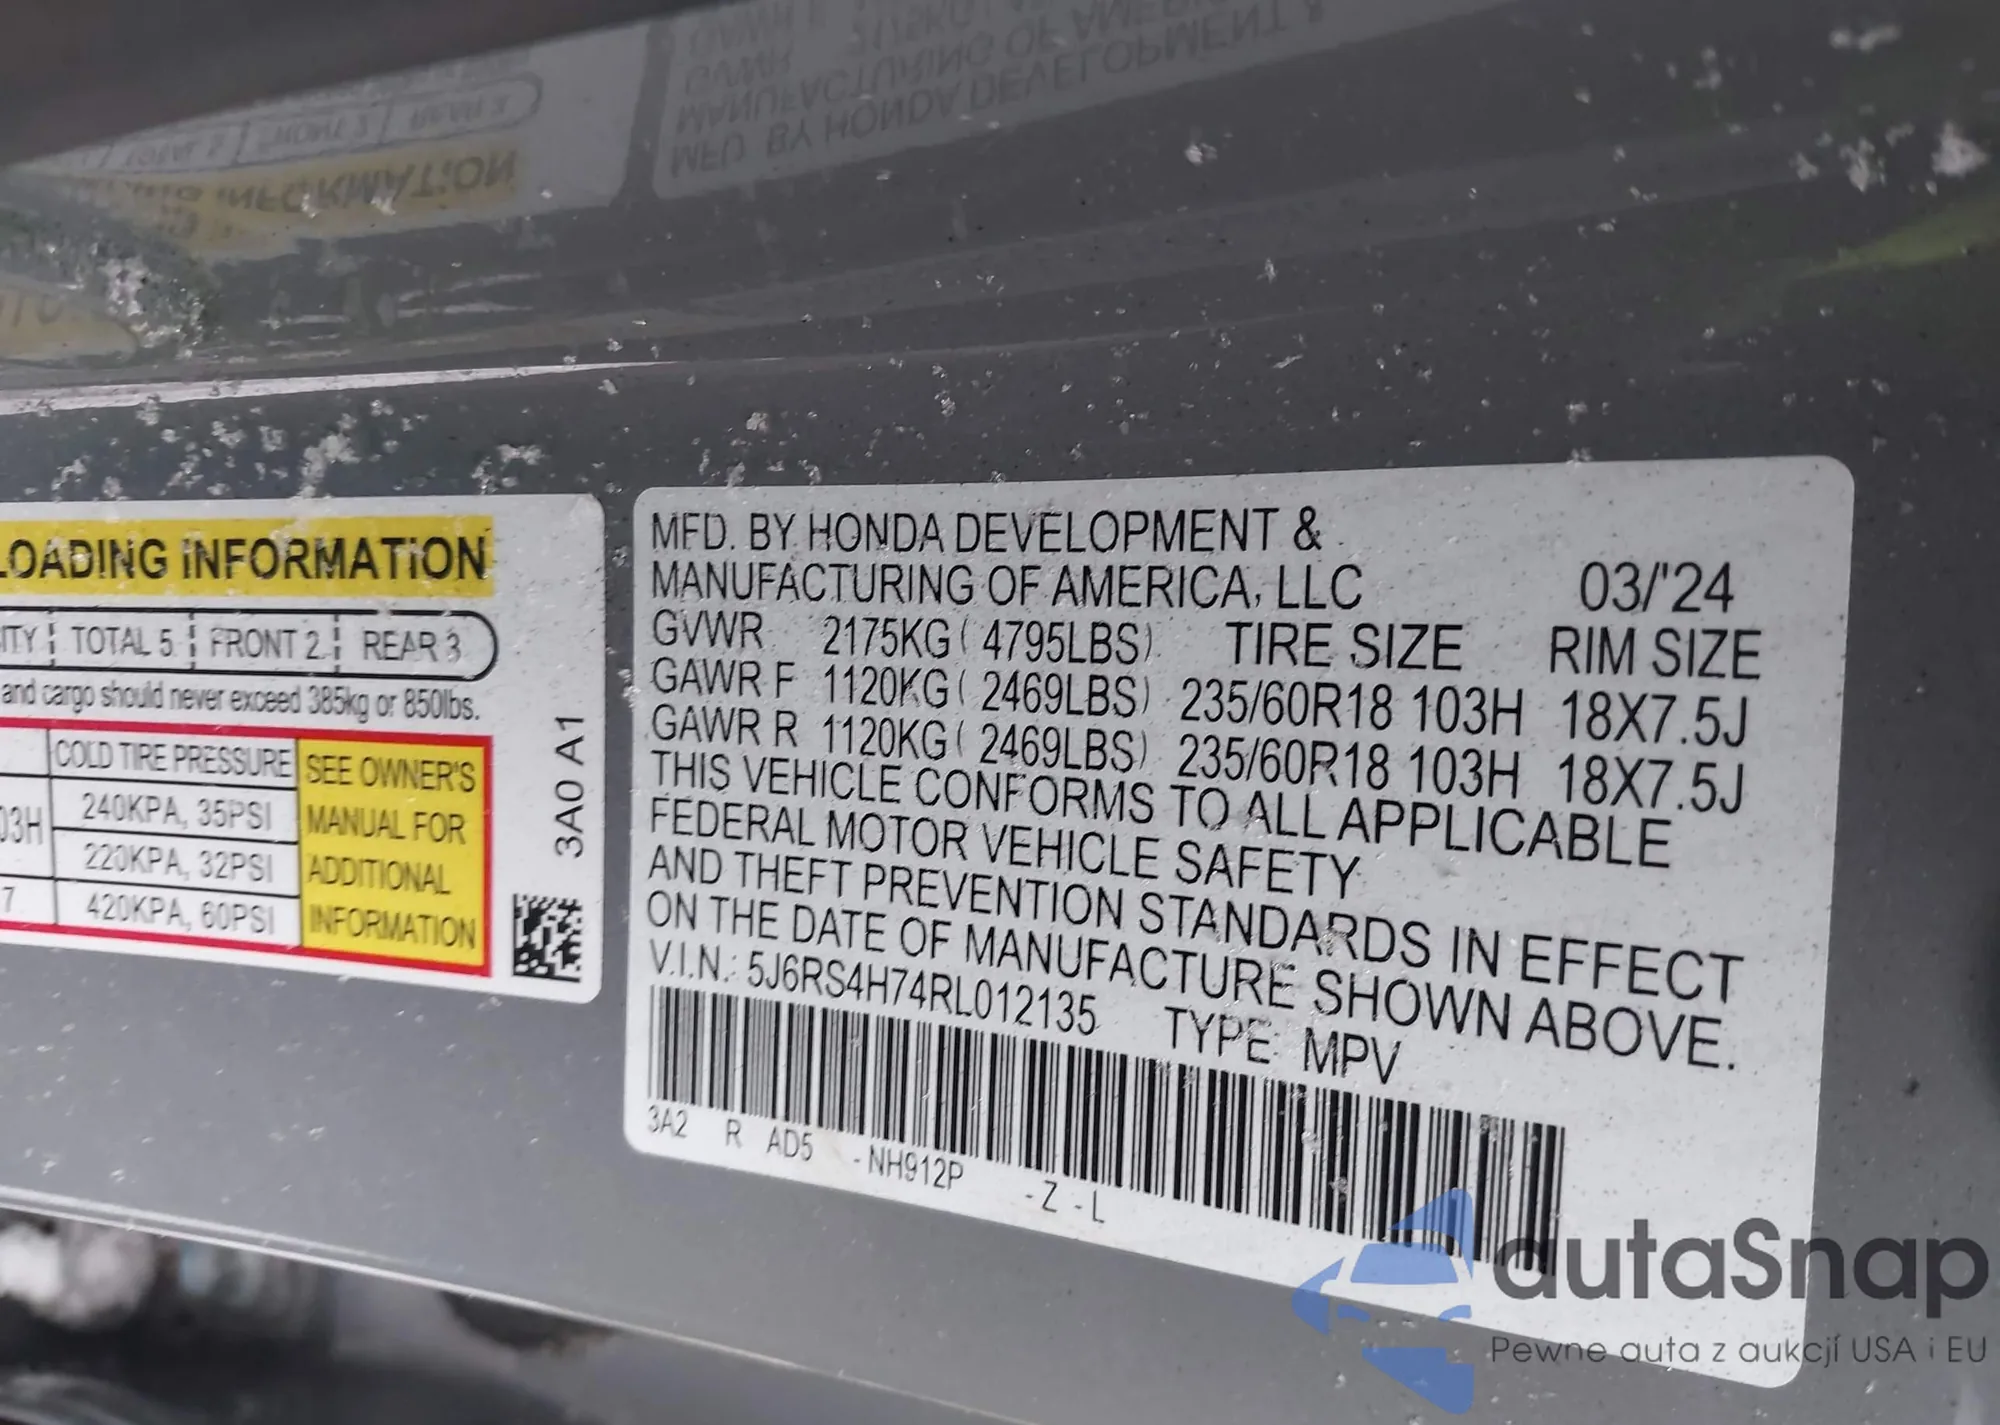 LOADING INFORMATION
TOTAL 5 FRONT 2 REAR 3
and cargo should never exceed 385kg or 850lbs.
COLD TIRE PRESSURE
240KPA, 35PSI
220KPA, 32PSI
7 420KPA, 60PSI
SEE OWNER'S
MANUAL FOR
ADDITIONAL
INFORMATION
3A0 A1
MFD. BY HONDA DEVELOPMENT &
MANUFACTURING OF AMERICA, LLC 03/'24
GVWR 2175KG ( 4795LBS) TIRE SIZE RIM SIZE
GAWR F 1120KG ( 2469LBS) 235/60R18 103H 18X7.5J
GAWR R 1120KG ( 2469LBS) 235/60R18 103H 18X7.5J
THIS VEHICLE CONFORMS TO ALL APPLICABLE
FEDERAL MOTOR VEHICLE SAFETY
AND THEFT PREVENTION STANDARDS IN EFFECT
ON THE DATE OF MANUFACTURE SHOWN ABOVE.
V.I.N.: 5J6RS4H74RL012135 TYPE: MPV
3A2 R AD5 -NH912P -Z -L
autaSnap
Pewne auta z aukcji USA i EU